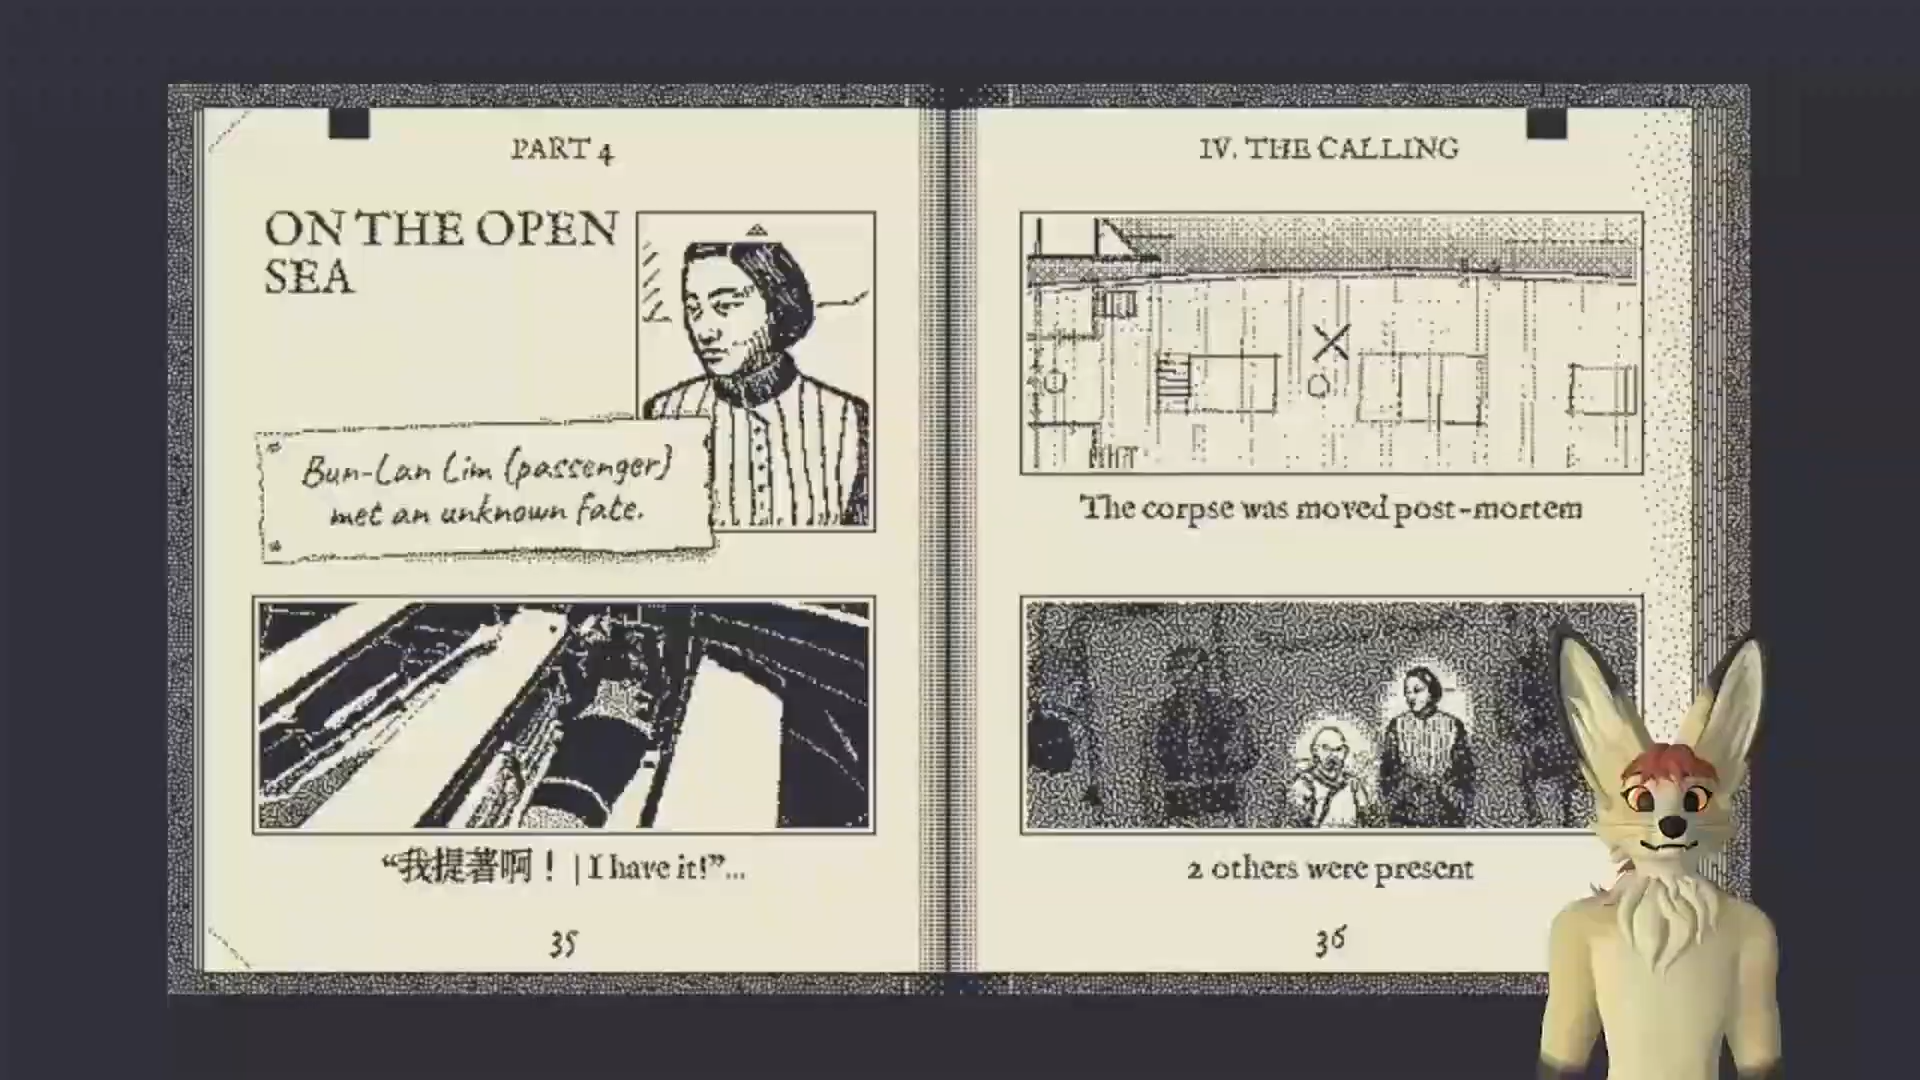 PART 4
ON THE OPEN
SEA
Bun-Lan Lim (passenger)
met an unknown fate.
“我提著啊！ | I have it!”...
35
IV. THE CALLING
The corpse was moved post-mortem
2 others were present
36